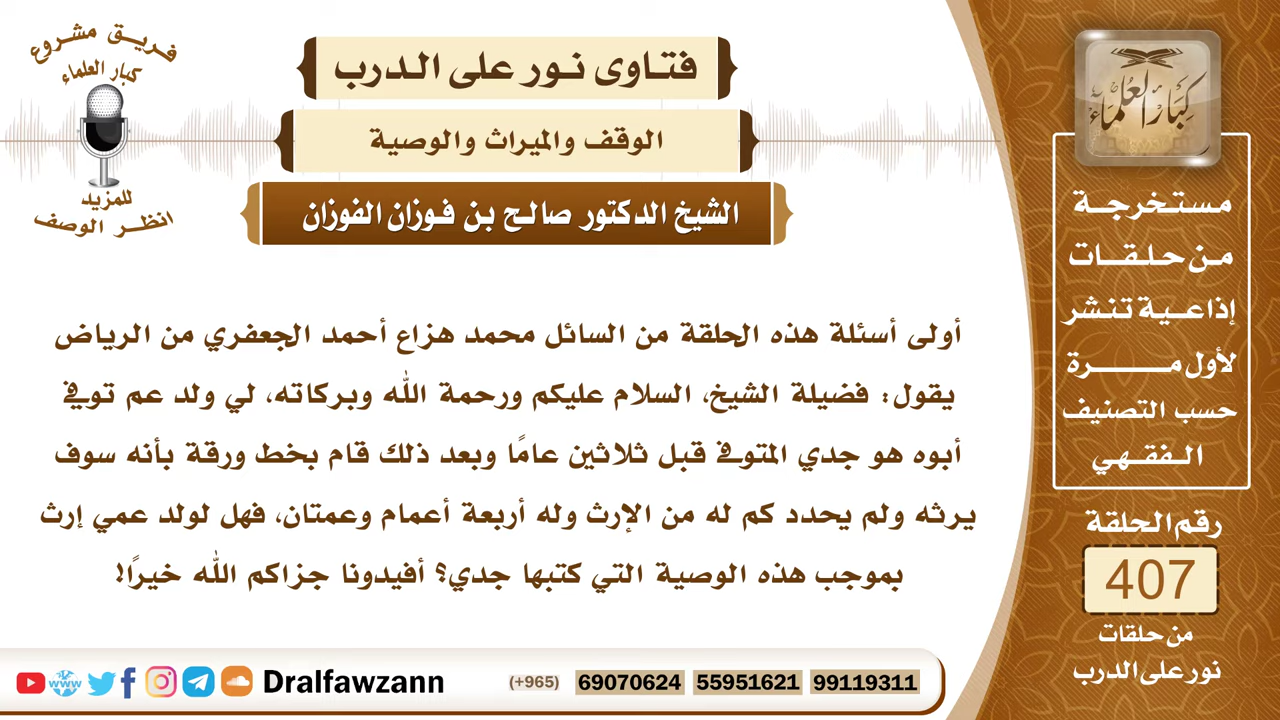 فريق مشروع
كبار العلماء
للمزيد
انظر الوصف
فتاوى نور على الدرب
الوقف والميراث والوصية
الشيخ الدكتور صالح بن فوزان الفوزان
أولى أسئلة هذه الحلقة من السائل محمد هزاع أحمد الجعفري من الرياض
يقول: فضيلة الشيخ، السلام عليكم ورحمة الله وبركاته، لي ولد عم توفي
أبوه هو جدي المتوفى قبل ثلاثين عامًا وبعد ذلك قام بخط ورقة بأنه سوف
يرثه ولم يحدد كم له من الإرث وله أربعة أعمام وعمتان، فهل لولد عمي إرث
بموجب هذه الوصية التي كتبها جدي؟ أفيدونا جزاكم الله خيرًا!
كبار العلماء
مستخرجة
من حلقات
إذاعية تنشر
لأول مرة
حسب التصنيف
الفقهي
رقم الحلقة
407
من حلقات
نور على الدرب
www
Dralfawzann
(+965) 69070624 55951621 99119311